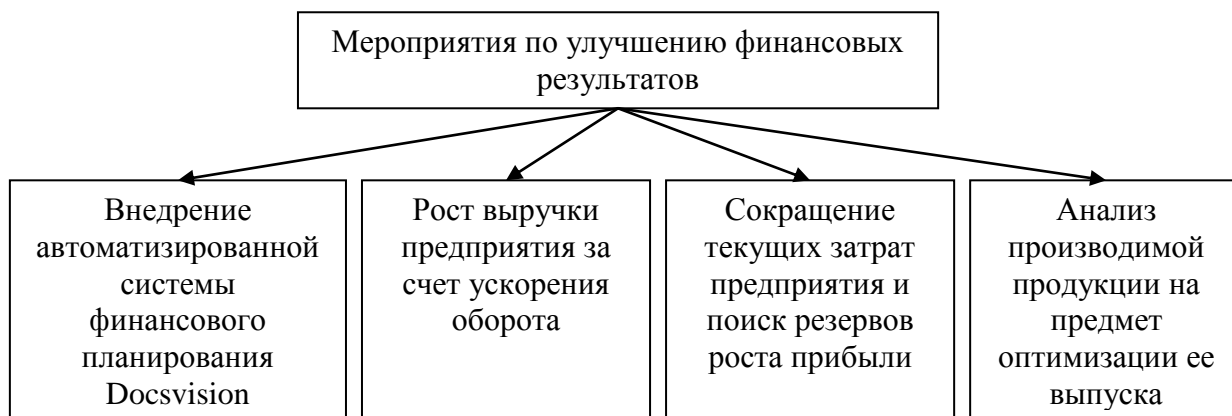 Мероприятия по улучшению финансовых
результатов
Внедрение
автоматизированной
системы
финансового
планирования
Docsvision
Рост выручки
предприятия за
счет ускорения
оборота
Сокращение
текущих затрат
предприятия и
поиск резервов
роста прибыли
Анализ
производимой
продукции на
предмет
оптимизации ее
выпуска